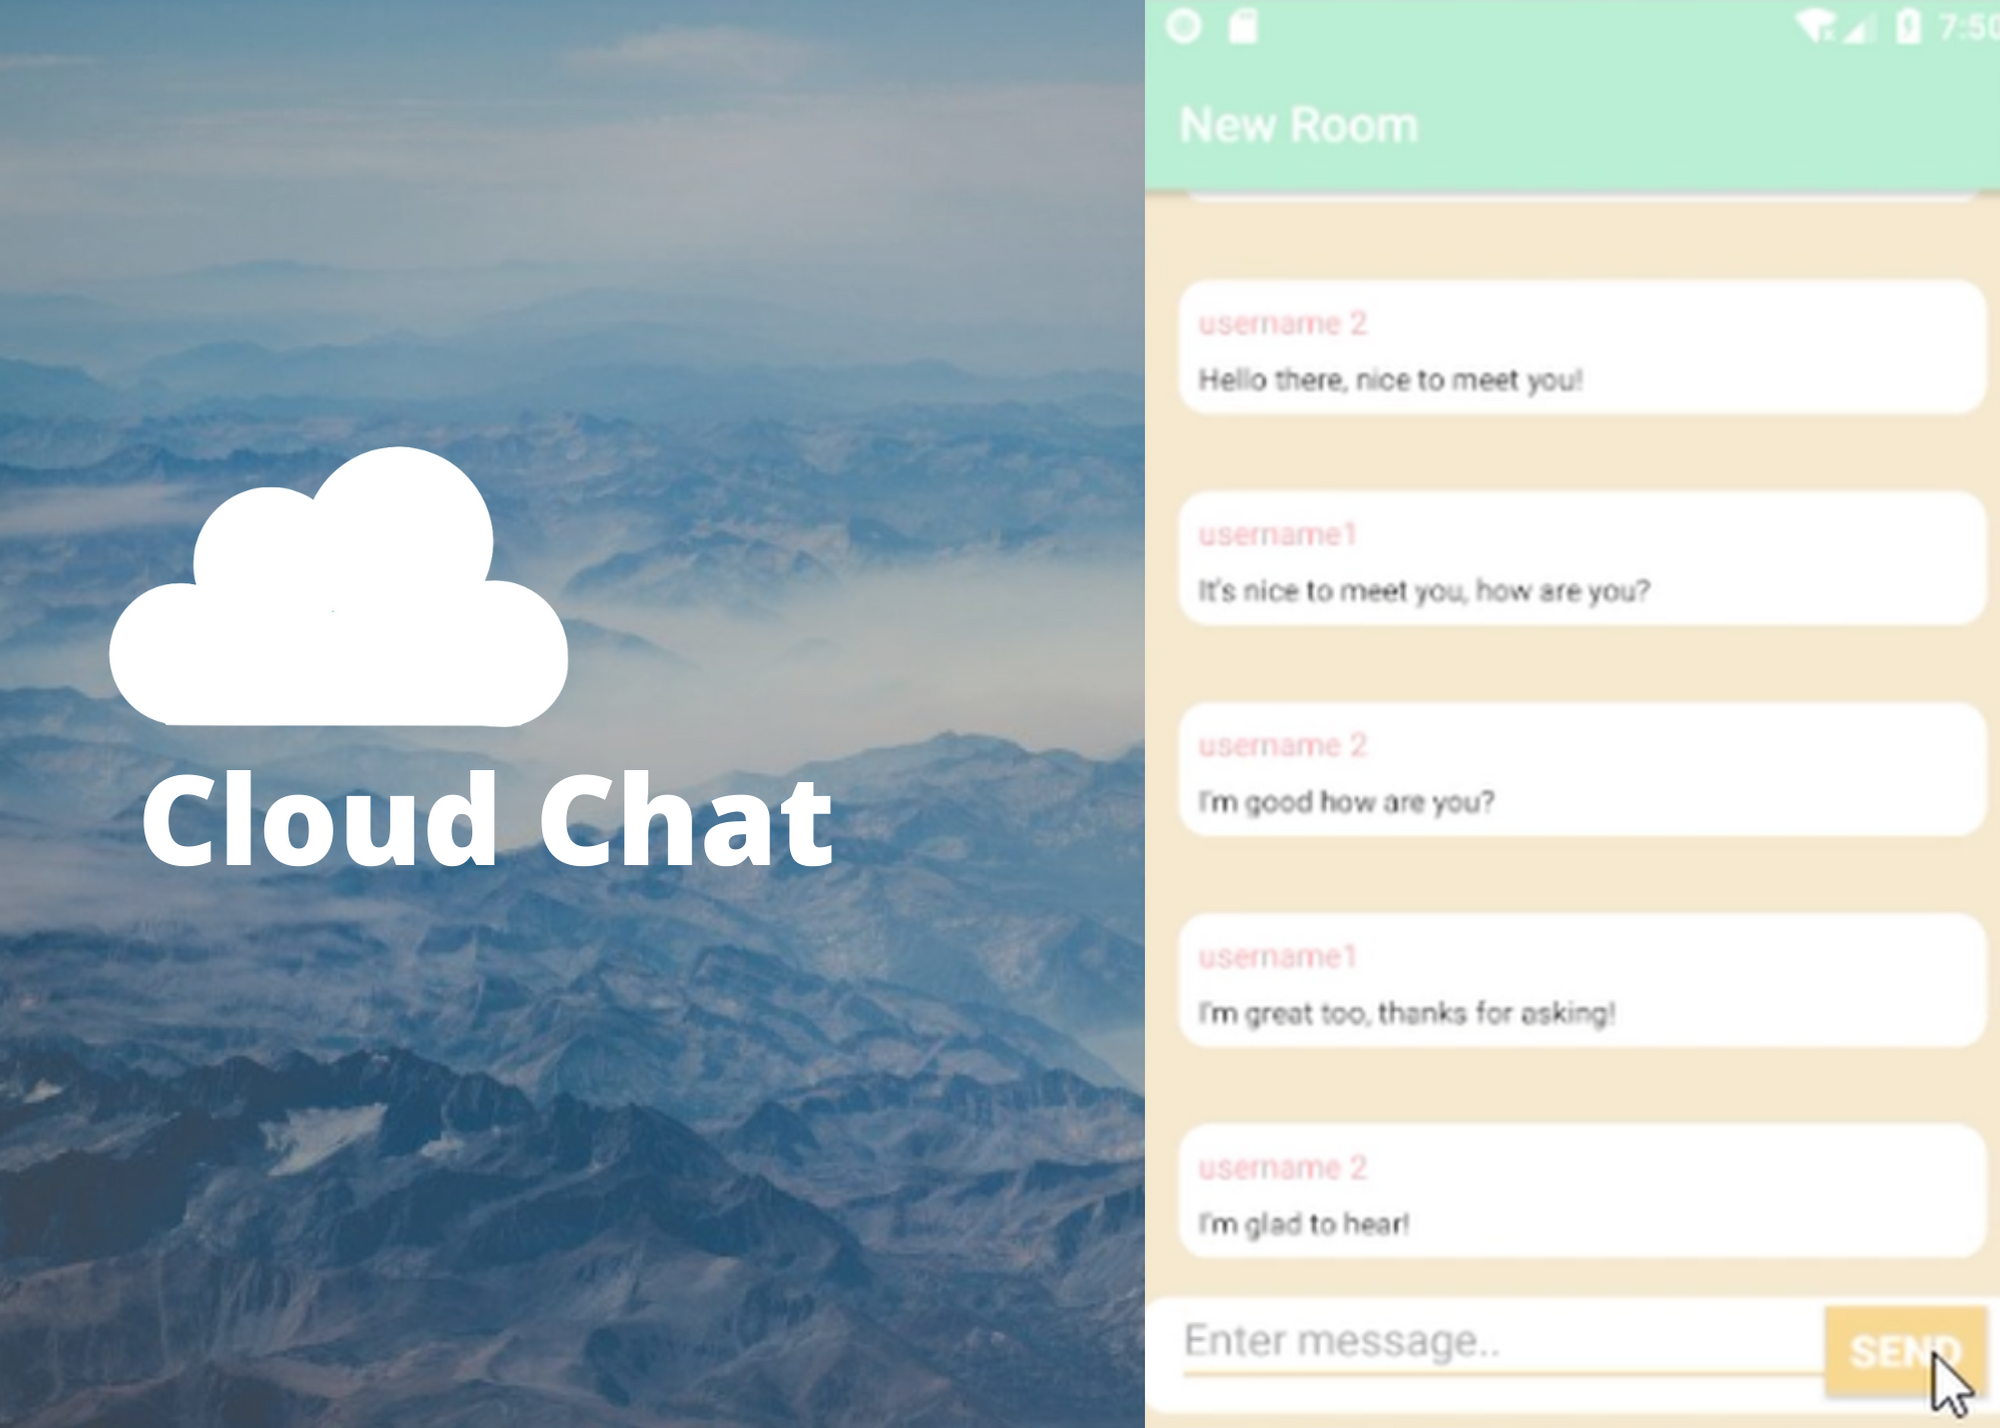 Cloud Chat
New Room
username 2
Hello there, nice to meet you!
username1
It's nice to meet you, how are you?
username 2
I'm good how are you?
username1
I'm great too, thanks for asking!
username 2
I'm glad to hear!
Enter message..
SEND